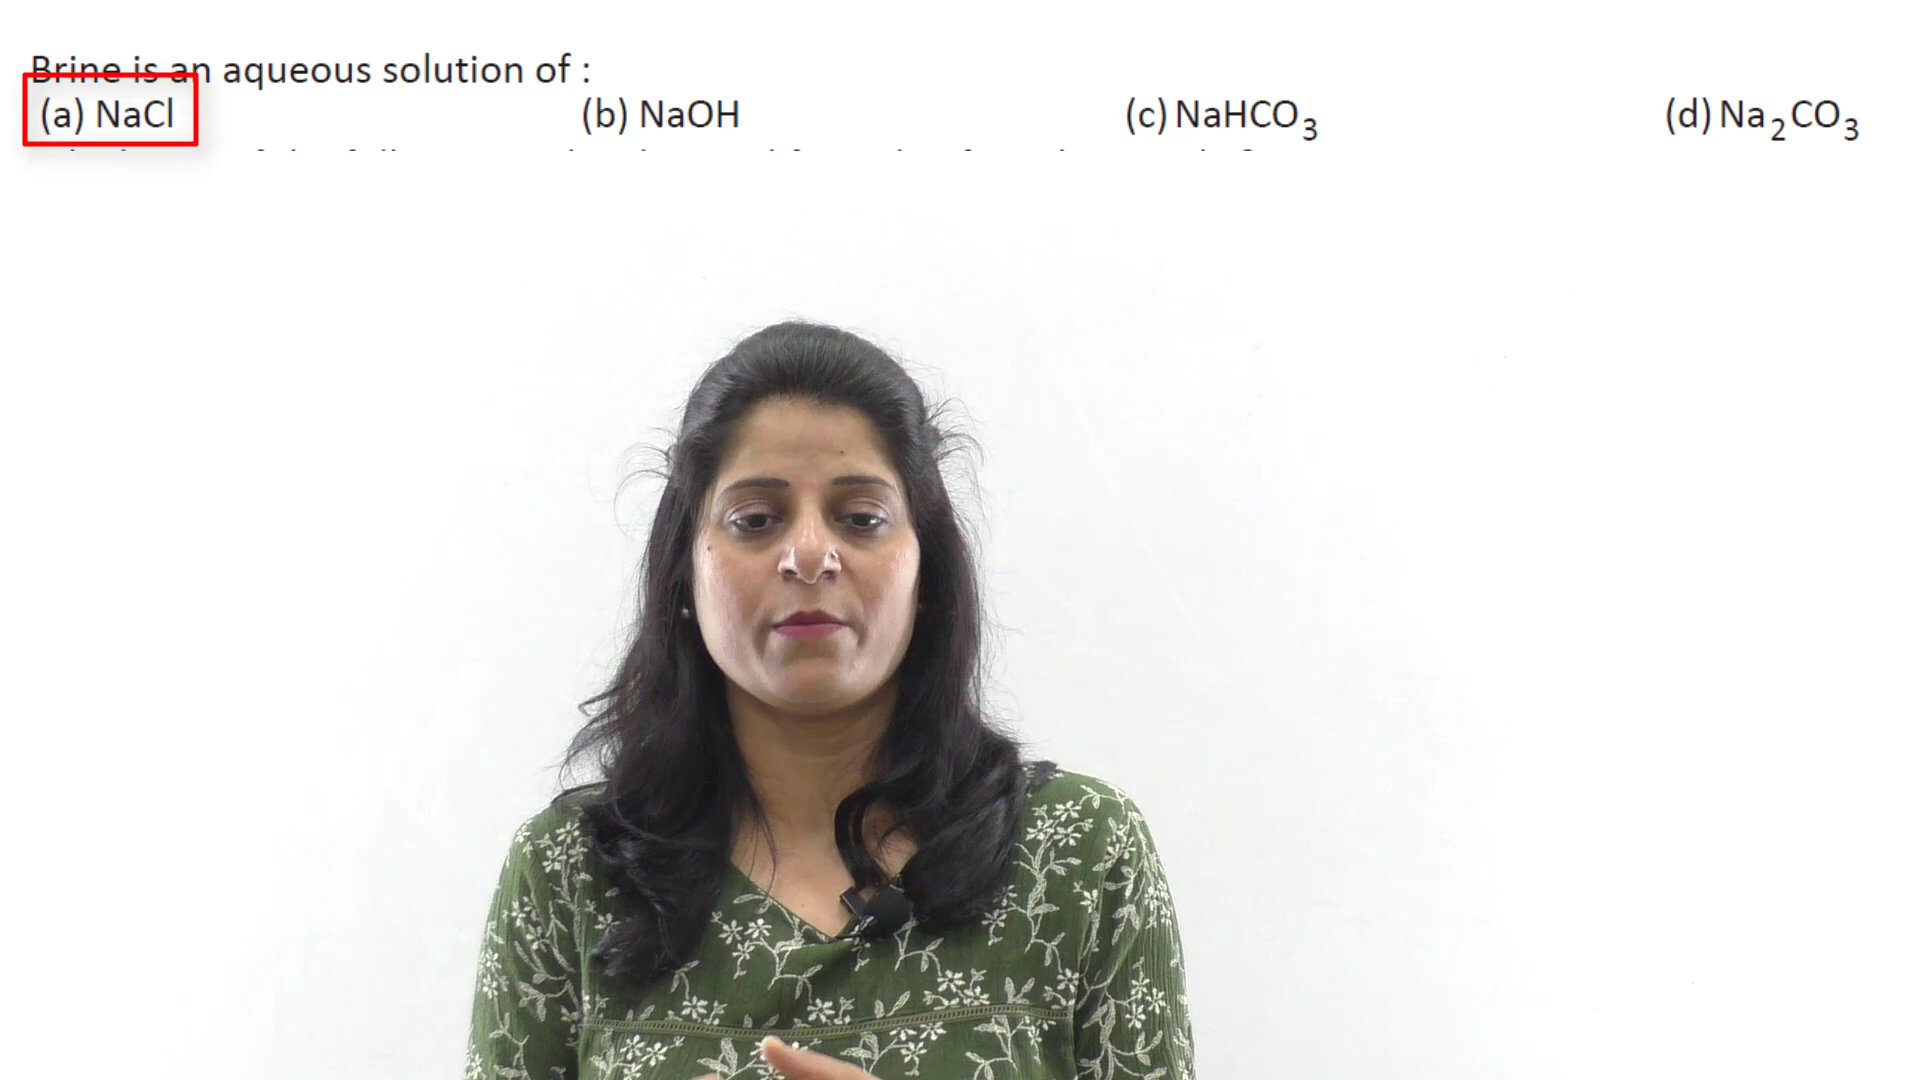 Brine is an aqueous solution of :
(a) NaCl (b) NaOH (c) NaHCO₃ (d) Na₂CO₃